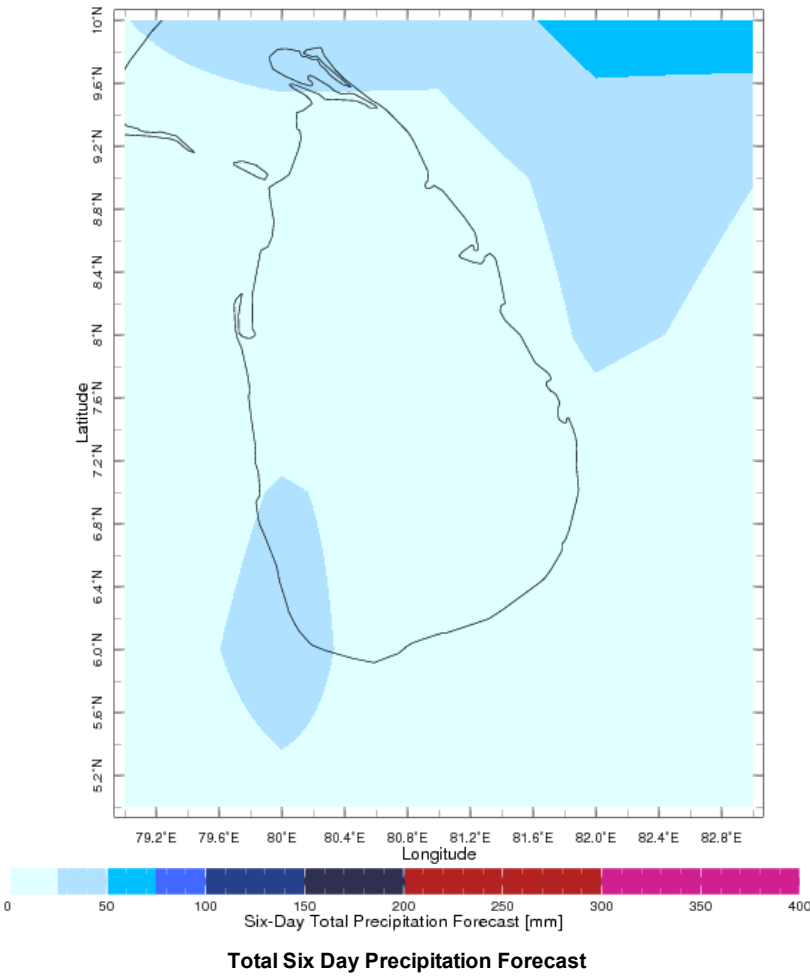 10˚N
9.6˚N
9.2˚N
8.8˚N
8.4˚N
8˚N
7.6˚N
7.2˚N
6.8˚N
6.4˚N
6.0˚N
5.6˚N
5.2˚N
Latitude
79.2˚E 79.6˚E 80˚E 80.4˚E 80.8˚E 81.2˚E 81.6˚E 82.0˚E 82.4˚E 82.8˚E
Longitude
0 50 100 150 200 250 300 350 400
Six-Day Total Precipitation Forecast [mm]
Total Six Day Precipitation Forecast